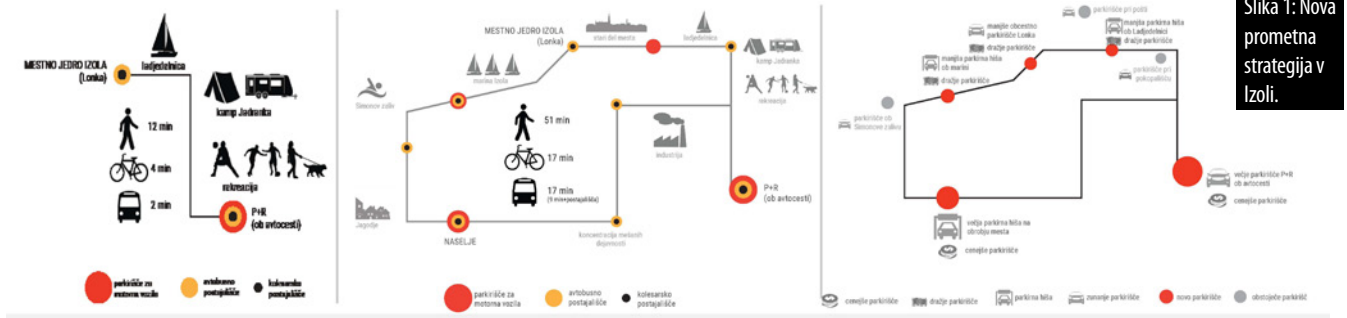 Slika 1: Nova
prometna
strategija v
Izoli.
MESTNO JEDRO IZOLA
(Lonka)
ladjedelnica
kamp Jadranka
12 min
4 min
rekreacija
2 min
P+R
(ob avtocesti)
parkirišče za
motorna vozila
avtobusno
postajališče
kolesarsko
postajališče
MESTNO JEDRO IZOLA
(Lonka)
stari del mesta
ladjedelnica
kamp Jadranka
marina Izola
Simonov zaliv
rekreacija
51 min
17 min
industrija
17 min
(9 min+postajališča)
P+R
(ob avtocesti)
Jagodje
NASELJE
koncentracija mešanih
dejavnosti
parkirišče za
motorna vozila
avtobusno
postajališče
kolesarsko
postajališče
parkirišče pri pošti
manjše obcestno
parkirišče Lonka
dražje parkirišče
manjša parkirna hiša
ob Ladjedelnici
dražje parkirišče
manjša parkirna hiša
ob marini
dražje parkirišče
parkirišče pri
pokopališču
parkirišče ob
Simonovem zalivu
večje parkirišče P+R
ob avtocesti
cenejše parkirišče
večja parkirna hiša na
obrobju mesta
cenejše parkirišče
cenejše parkirišče
dražje parkirišče
parkirna hiša
zunanje parkirišče
novo parkirišče
obstoječe parkirišč